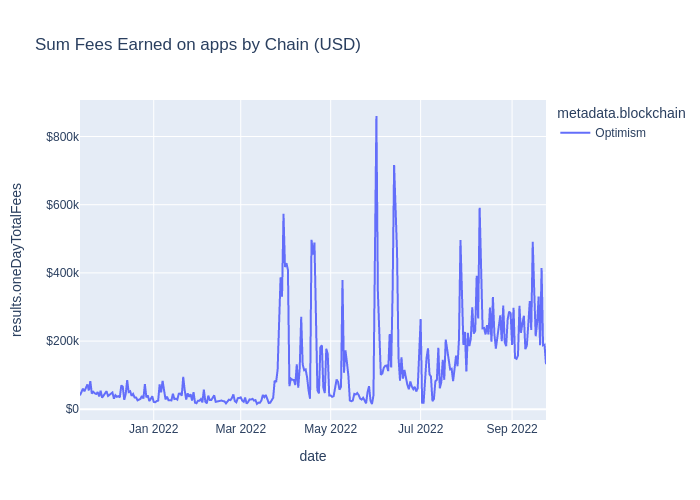 Sum Fees Earned on apps by Chain (USD)
metadata.blockchain
Optimism
$800k
$600k
$400k
$200k
$0
results.oneDayTotalFees
Jan 2022
Mar 2022
May 2022
Jul 2022
Sep 2022
date